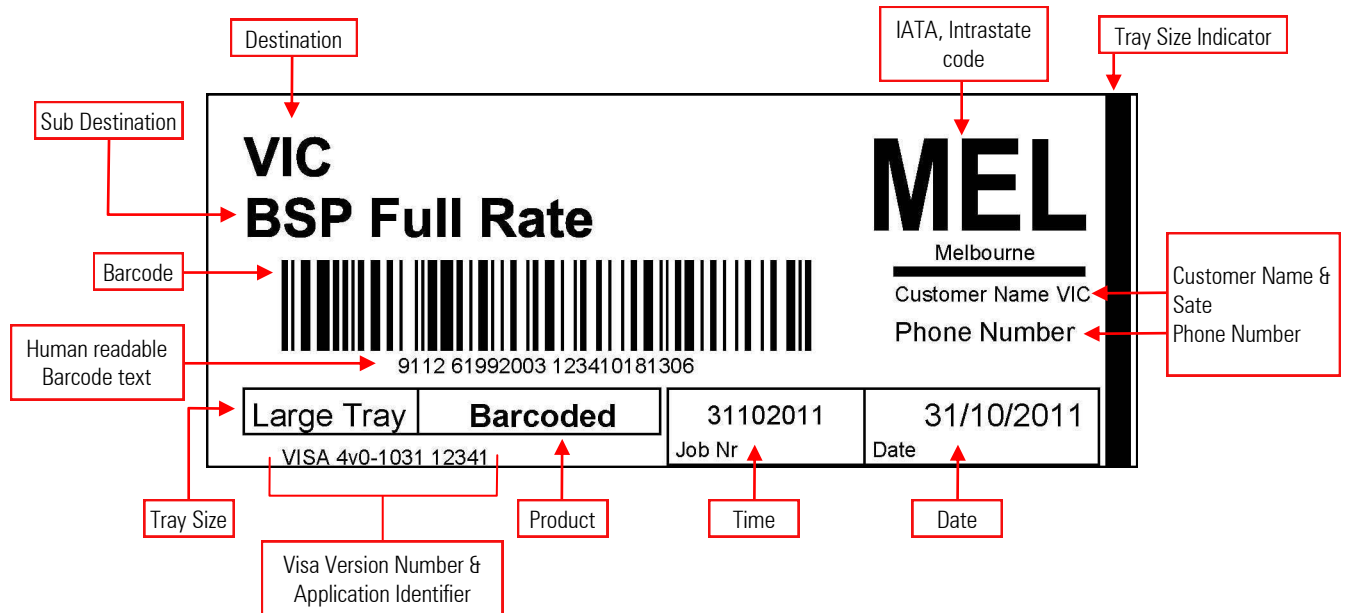 Destination
IATA, Intrastate
code
Tray Size Indicator
Sub Destination
VIC
BSP Full Rate
MEL
Melbourne
Customer Name VIC
Phone Number
Customer Name &
Sate
Phone Number
Barcode
Human readable
Barcode text
9112 61992003 123410181306
Large Tray
Barcoded
31102011
Job Nr
31/10/2011
Date
VISA 4v0-1031 12341
Tray Size
Product
Time
Date
Visa Version Number &
Application Identifier